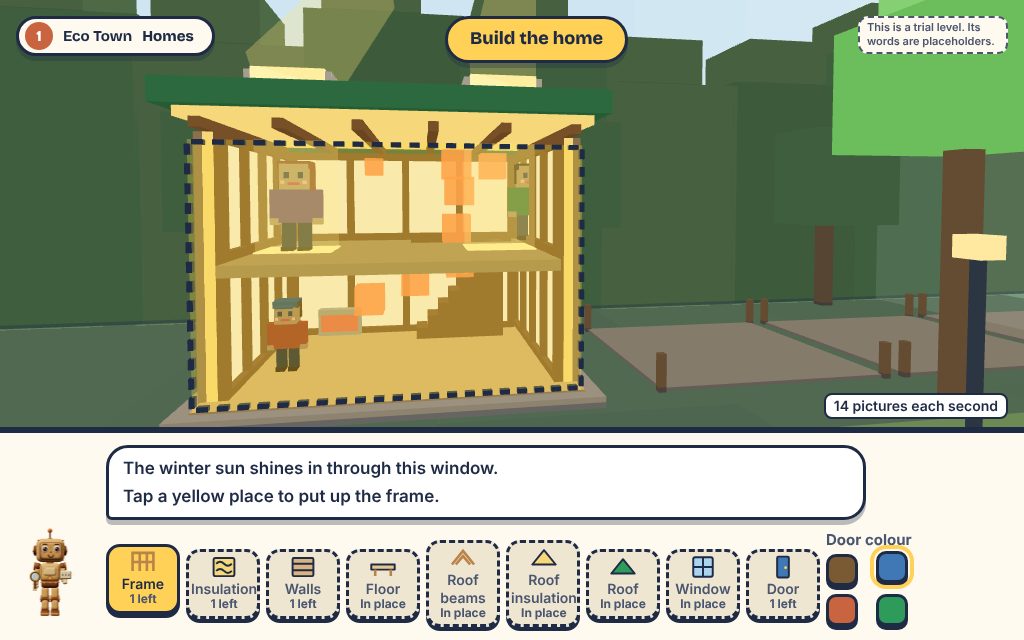 1 Eco Town Homes
Build the home
This is a trial level. Its
words are placeholders.
14 pictures each second
The winter sun shines in through this window.
Tap a yellow place to put up the frame.
Door colour
Frame
1 left
Insulation
1 left
Walls
1 left
Floor
In place
Roof
beams
In place
Roof
insulation
In place
Roof
In place
Window
In place
Door
1 left